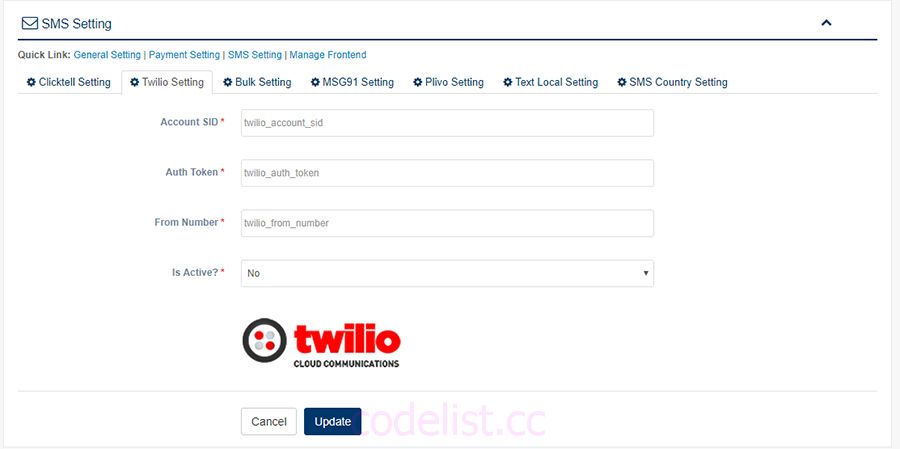 SMS Setting
Quick Link: General Setting | Payment Setting | SMS Setting | Manage Frontend
Clicktell Setting Twilio Setting Bulk Setting MSG91 Setting Plivo Setting Text Local Setting SMS Country Setting
Account SID * twilio_account_sid
Auth Token * twilio_auth_token
From Number * twilio_from_number
Is Active? * No
twilio
CLOUD COMMUNICATIONS
Cancel Update codelist.cc